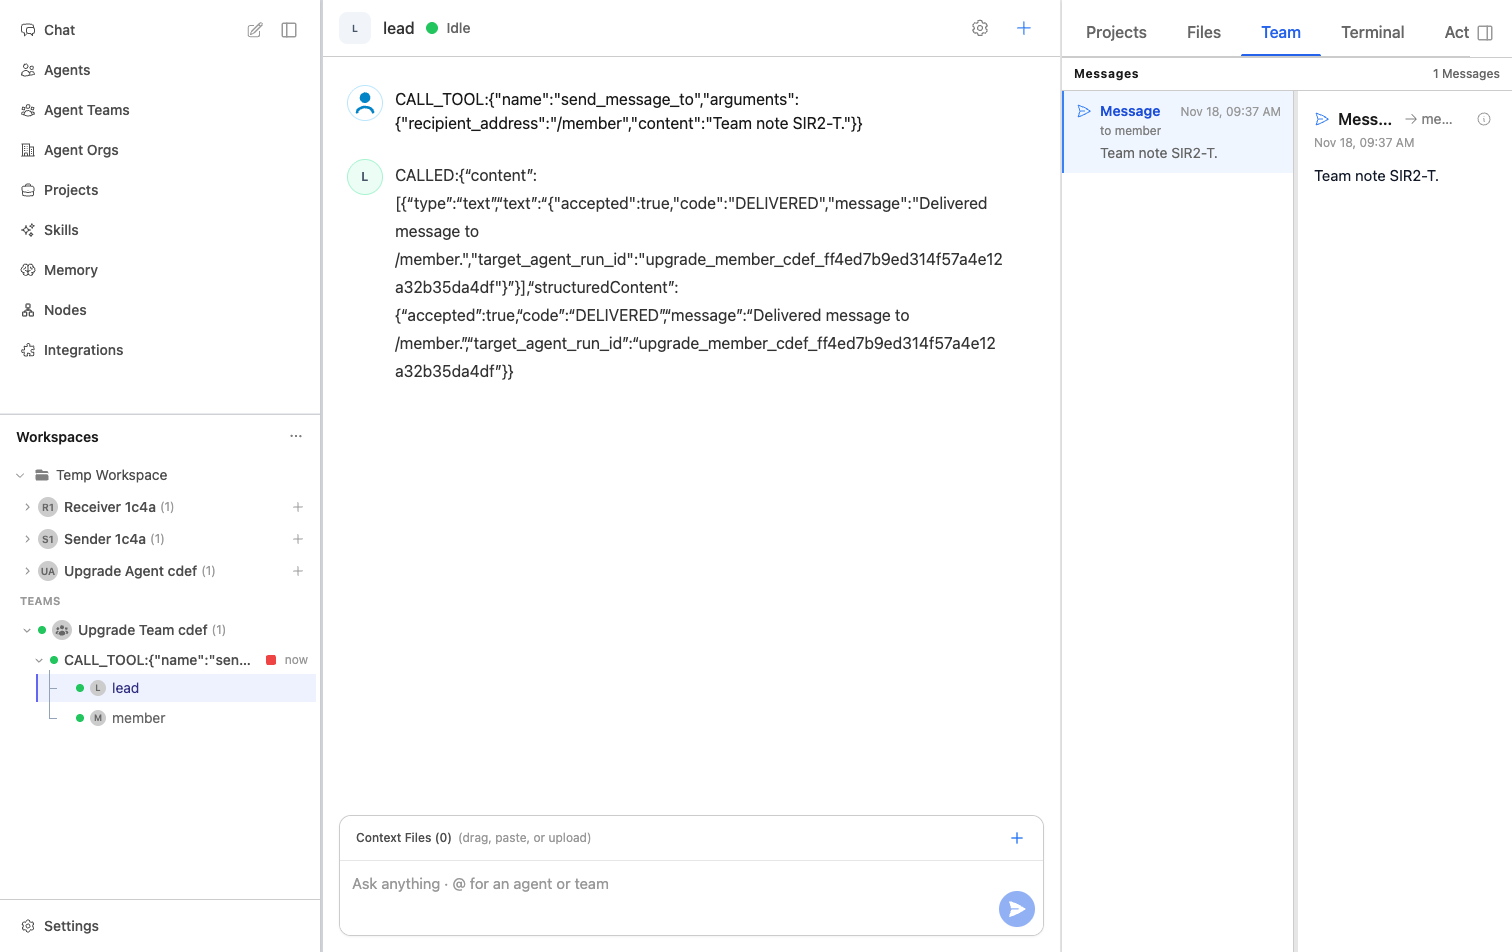 Chat
Agents
Agent Teams
Agent Orgs
Projects
Skills
Memory
Nodes
Integrations
Workspaces
Temp Workspace
R1 Receiver 1c4a (1)
S1 Sender 1c4a (1)
UA Upgrade Agent cdef (1)
TEAMS
Upgrade Team cdef (1)
CALL_TOOL:{"name":"sen... now
L lead
M member
Settings
L lead Idle
CALL_TOOL:{"name":"send_message_to","arguments":
{"recipient_address":"/member","content":"Team note SIR2-T."}}
L
CALLED:{“content”:
[{“type”:“text”,“text”:“{"accepted":true,"code":"DELIVERED","message":"Delivered
message to
/member.","target_agent_run_id":"upgrade_member_cdef_ff4ed7b9ed314f57a4e12
a32b35da4df"}”}],“structuredContent”:
{“accepted”:true,“code”:“DELIVERED”,“message”:“Delivered message to
/member.”,“target_agent_run_id”:“upgrade_member_cdef_ff4ed7b9ed314f57a4e12
a32b35da4df”}}
Context Files (0) (drag, paste, or upload)
Ask anything · @ for an agent or team
Projects Files Team Terminal Act
Messages 1 Messages
Message Nov 18, 09:37 AM
to member
Team note SIR2-T.
Mess... → me...
Nov 18, 09:37 AM
Team note SIR2-T.